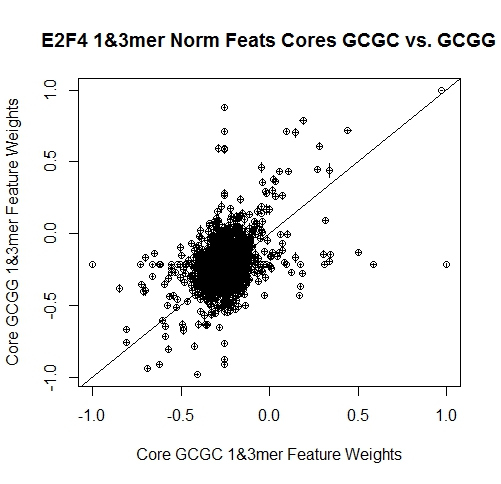 E2F4 1&3mer Norm Feats Cores GCGC vs. GCGG
Core GCGG 1&3mer Feature Weights
1.0
0.5
0.0
-0.5
-1.0
-1.0 -0.5 0.0 0.5 1.0
Core GCGC 1&3mer Feature Weights